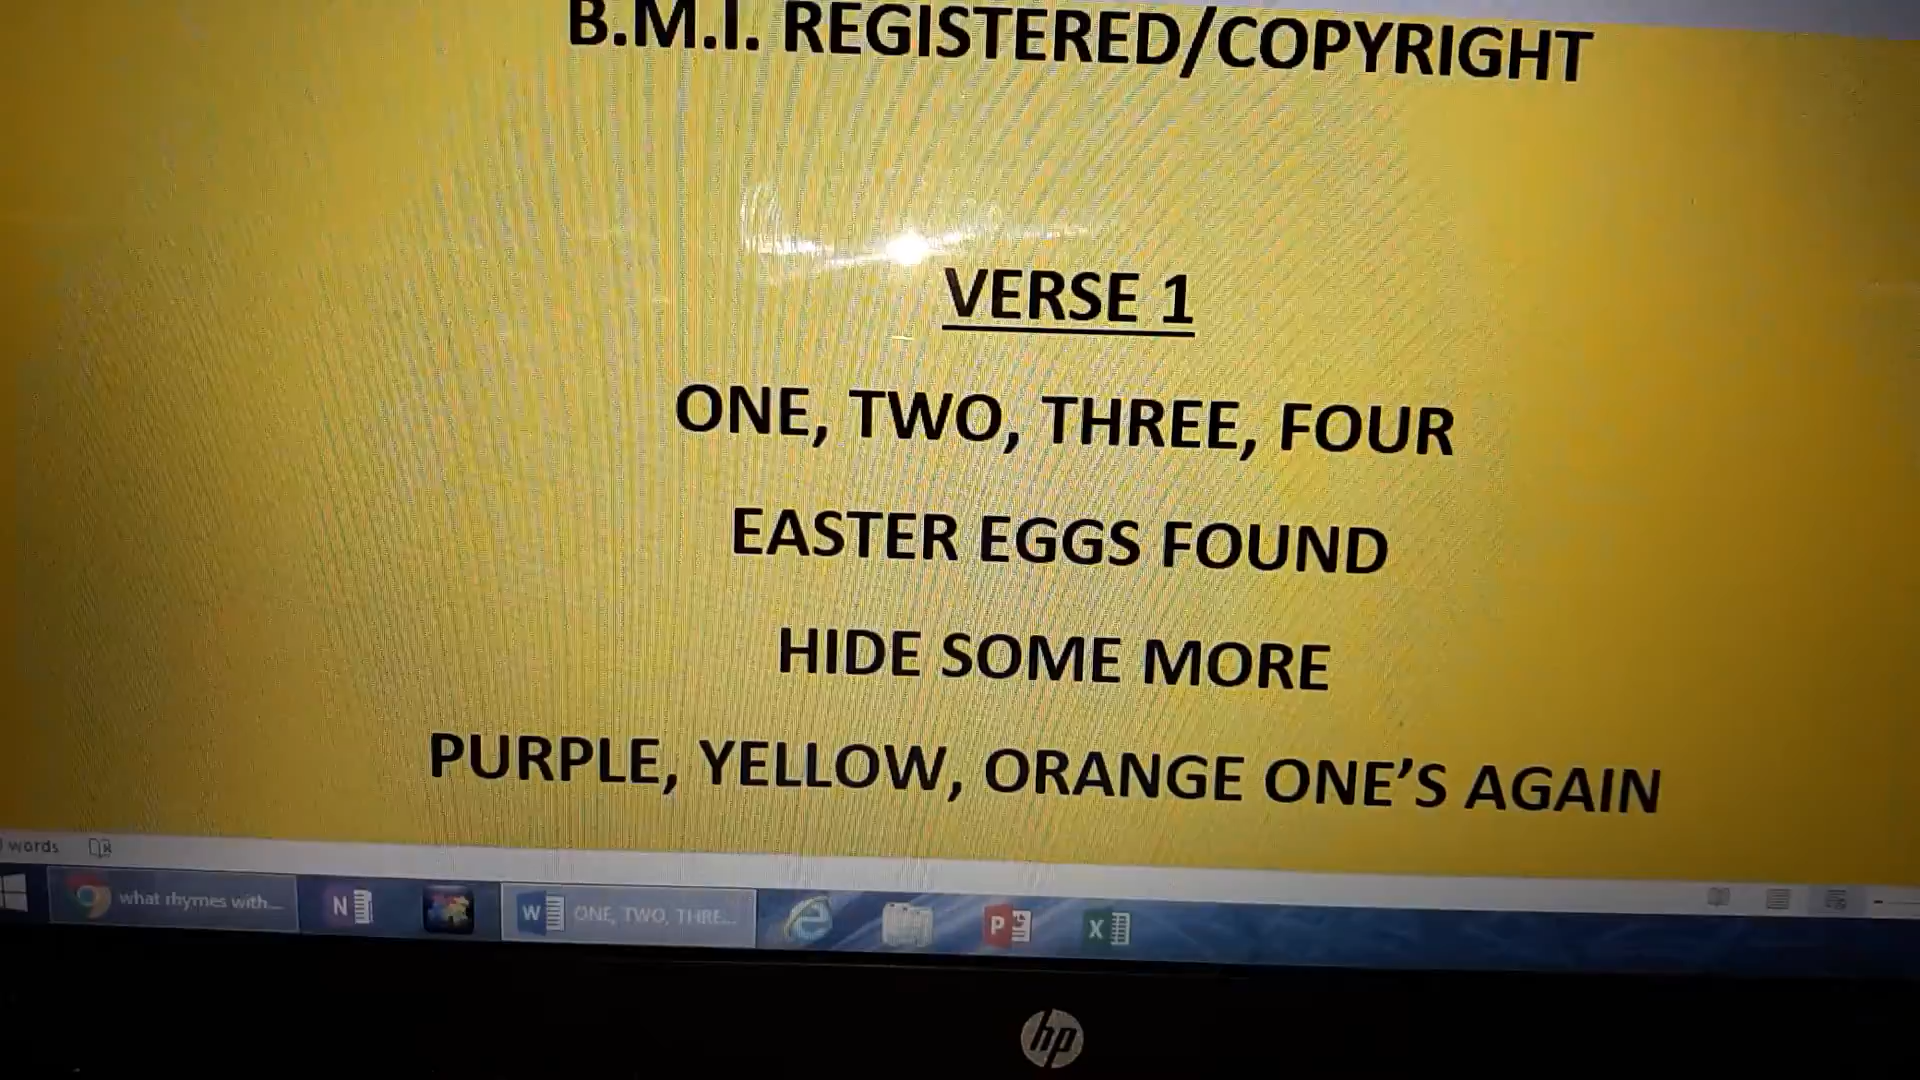 B.M.I. REGISTERED/COPYRIGHT
VERSE 1
ONE, TWO, THREE, FOUR
EASTER EGGS FOUND
HIDE SOME MORE
PURPLE, YELLOW, ORANGE ONE'S AGAIN
words
what rhymes with...
N
W ONE, TWO, THRE...
P
X
hp